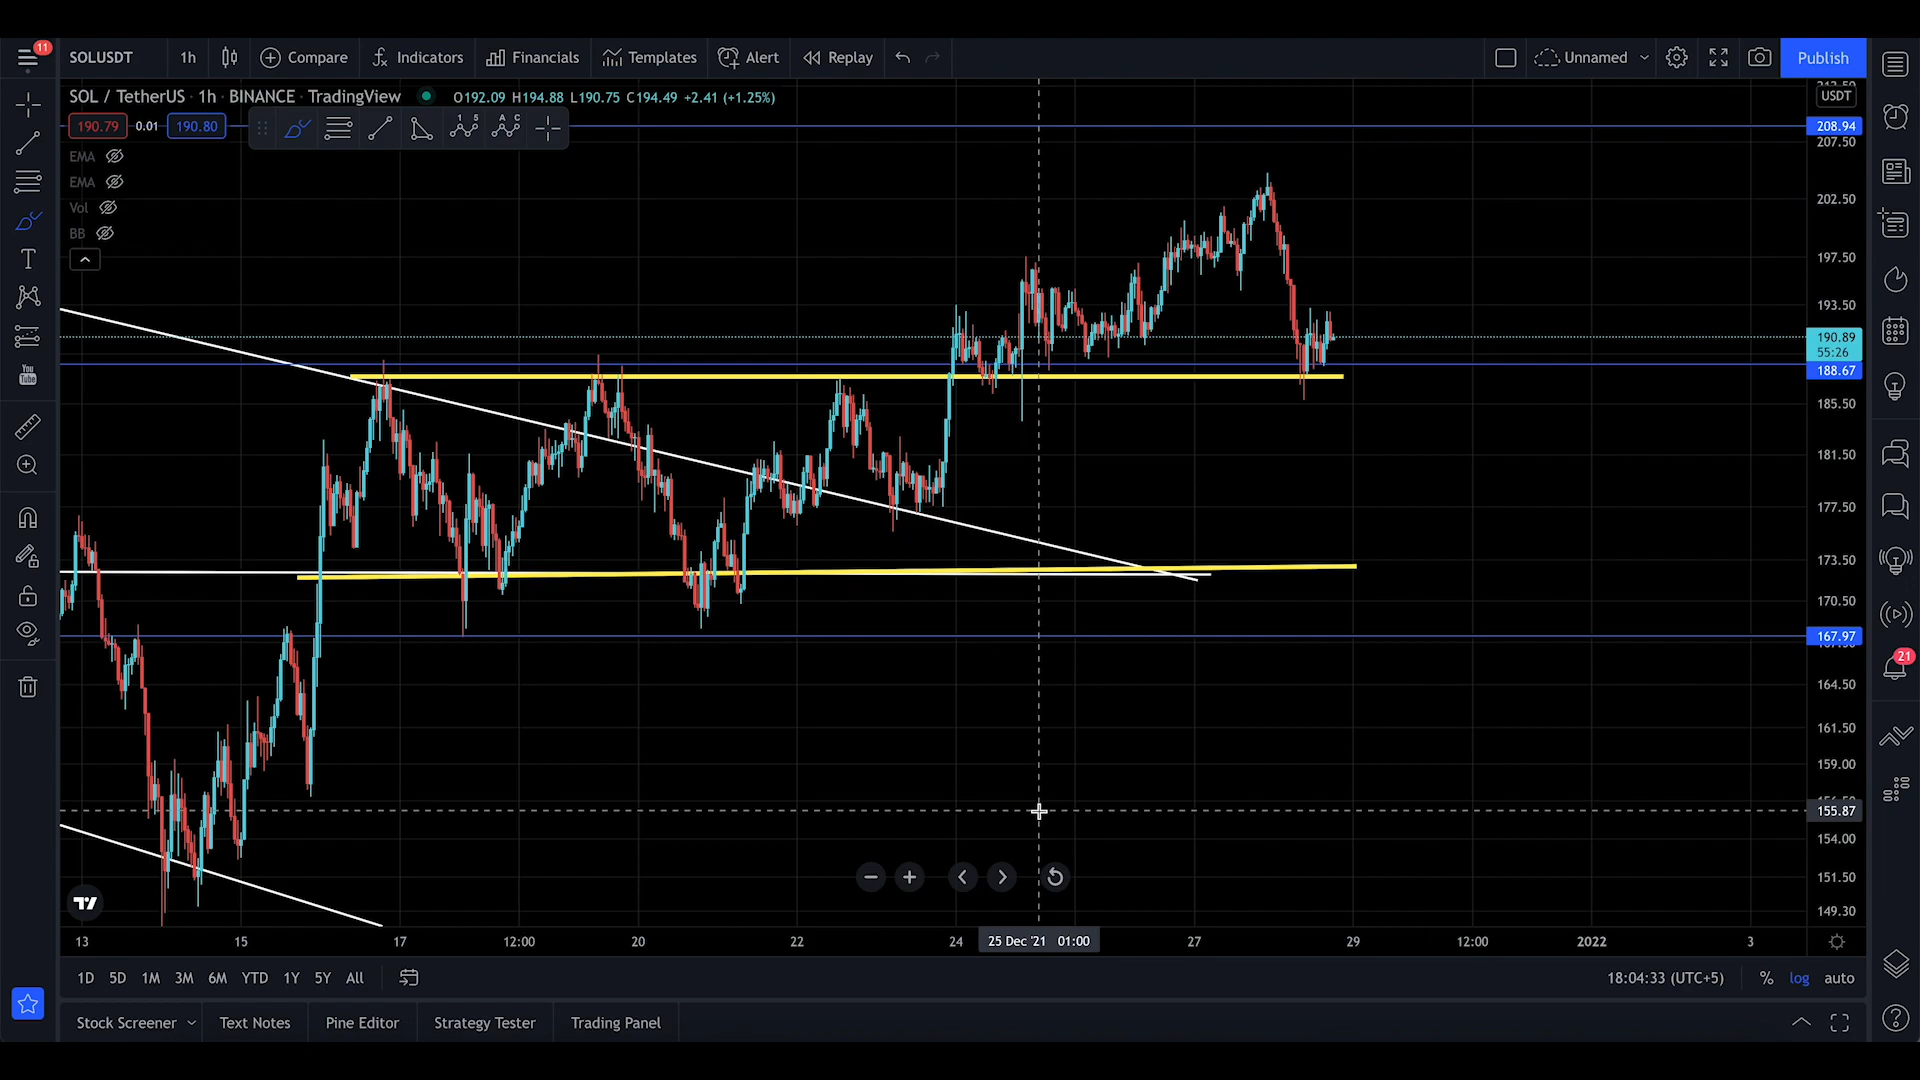 11
SOLUSDT 1h Compare Indicators Financials Templates Alert Replay Unnamed Publish
SOL / TetherUS · 1h · BINANCE · TradingView O192.09 H194.88 L190.75 C194.49 +2.41 (+1.25%)
USDT
190.79 0.01 190.80
EMA
EMA
Vol
BB
208.94
207.50
202.50
197.50
193.50
190.89
55:26
188.67
185.50
181.50
177.50
173.50
170.50
167.97
164.50
161.50
159.00
155.87
154.00
151.50
149.30
You
Tube
21
13 15 17 12:00 20 22 24 25 Dec '21 01:00 27 29 12:00 2022 3
1D 5D 1M 3M 6M YTD 1Y 5Y All 18:04:33 (UTC+5) % log auto
Stock Screener Text Notes Pine Editor Strategy Tester Trading Panel